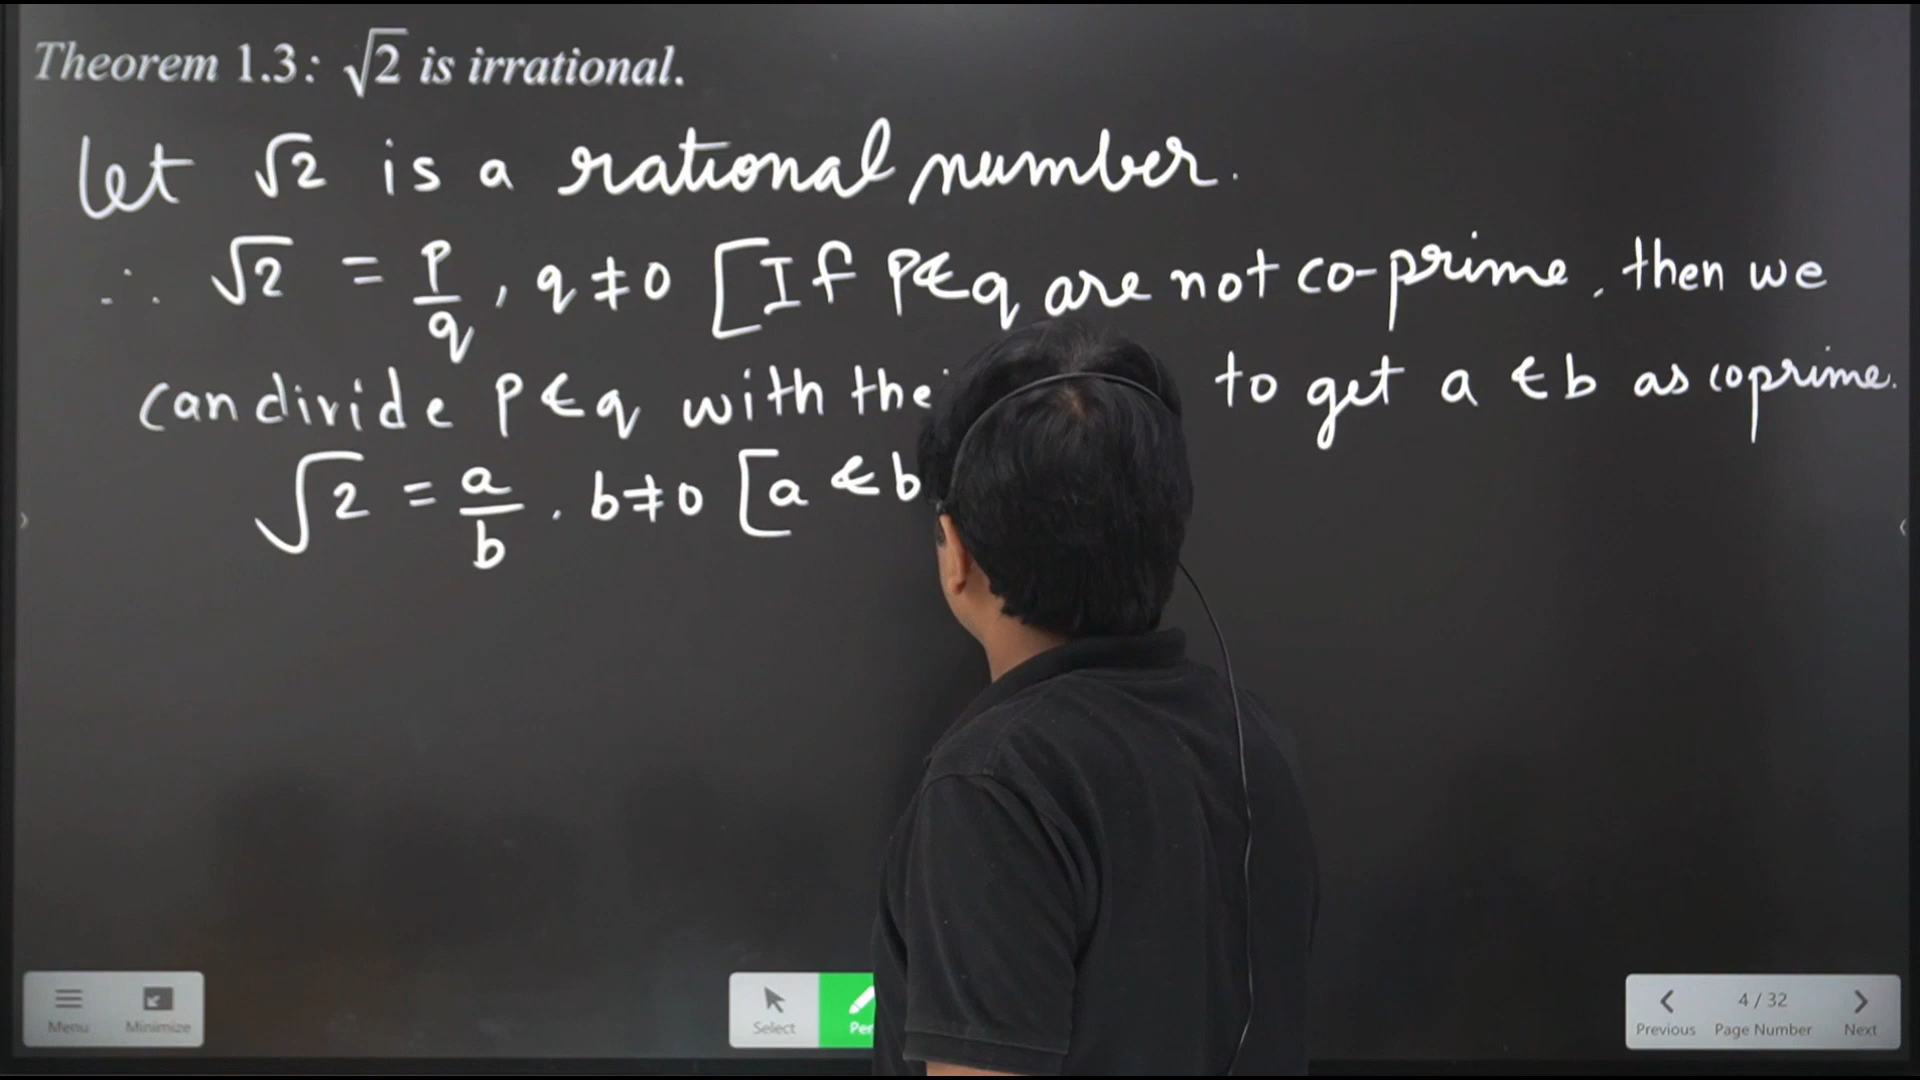 Theorem 1.3: √2 is irrational.
Let √2 is a rational number.
∴ √2 = p/q, q ≠ 0 [If p & q are not co-prime, then we
can divide p & q with to get a & b as coprime.
√2 = a/b, b ≠ 0 [a & b
Menu Minimize Select Previous 4 / 32 Page Number Next